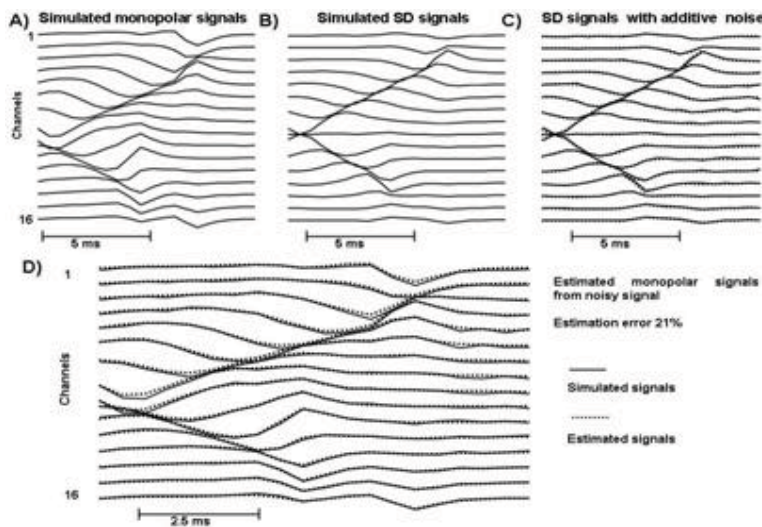 A) Simulated monopolar signals
B) Simulated SD signals
C) SD signals with additive noise
1
Channels
16
5 ms
5 ms
5 ms
D)
1
Channels
16
2.5 ms
Estimated monopolar signals
from noisy signal
Estimation error 21%
Simulated signals
Estimated signals